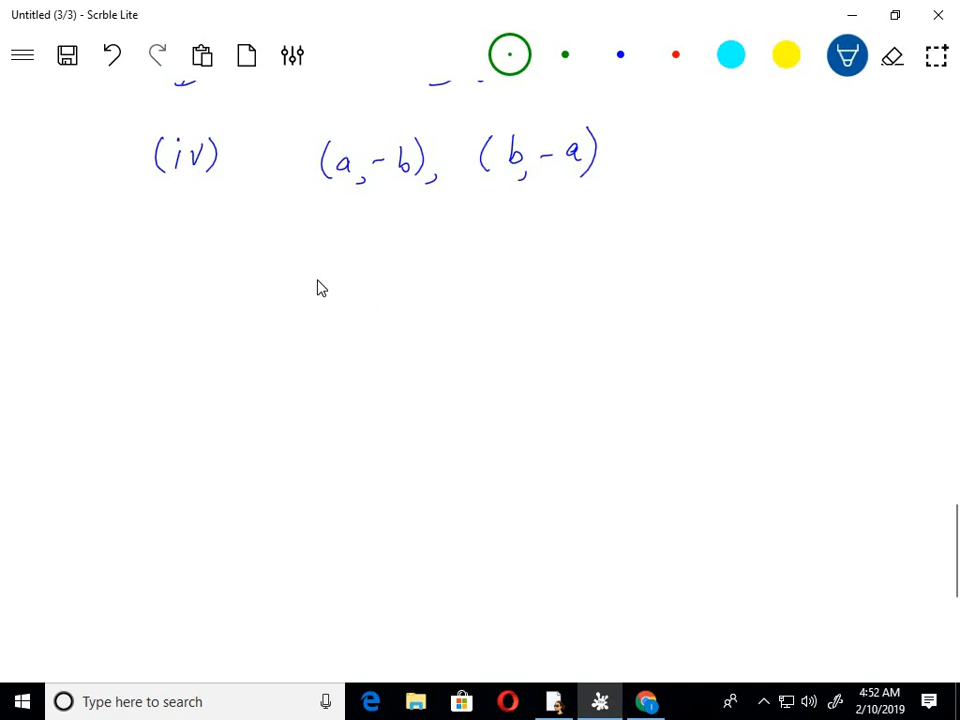 Untitled (3/3) - Scrble Lite
(iv) (a, -b), (b, -a)
Type here to search
4:52 AM
2/10/2019